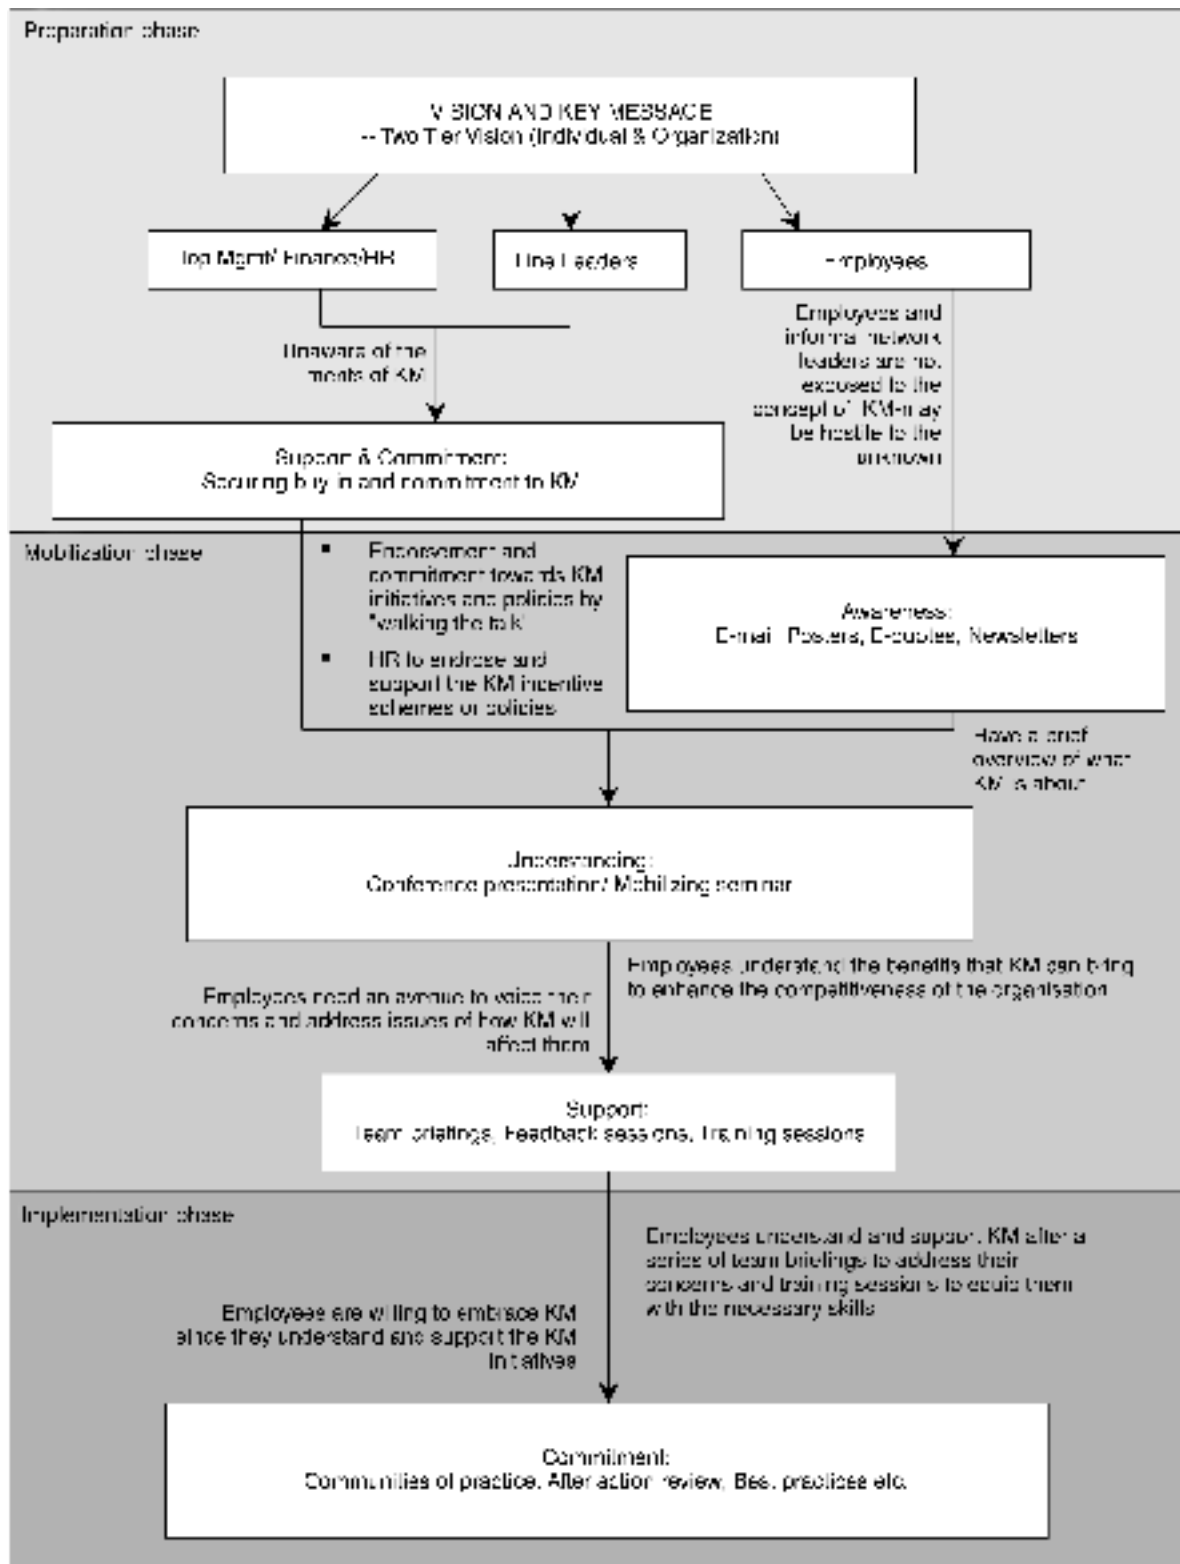 Preparation phase
VISION AND KEY MESSAGE
-- Two Tier Vision (Individual & Organization)
Top Mgmt/ Finance/HR
Line Leaders
Employees
Unaware of the
merits of KM
Employees and
informal network
leaders are not
exposed to the
concept of KM-may
be hostile to the
unknown
Support & Commitment:
Securing buy-in and commitment to KM
Mobilization phase
▪ Endorsement and
commitment towards KM
initiatives and policies by
"walking the talk"
▪ HR to endrose and
support the KM incentive
schemes or policies
Awareness:
E-mail, Posters, E-quotes, Newsletters
Have a brief
overview of what
KM is about
Understanding:
Conference presentation/ Mobilizing seminar
Employees understand the benefits that KM can bring
to enhance the competitiveness of the organisation
Employees need an avenue to voice their
concerns and address issues of how KM will
affect them
Support:
Team briefings, Feedback sessions, Training sessions
Implementation phase
Employees understand and support KM after a
series of team briefings to address their
concerns and training sessions to equip them
with the necessary skills
Employees are willing to embrace KM
since they understand and support the KM
initiatives
Commitment:
Communities of practice, After action review, Best practices etc.